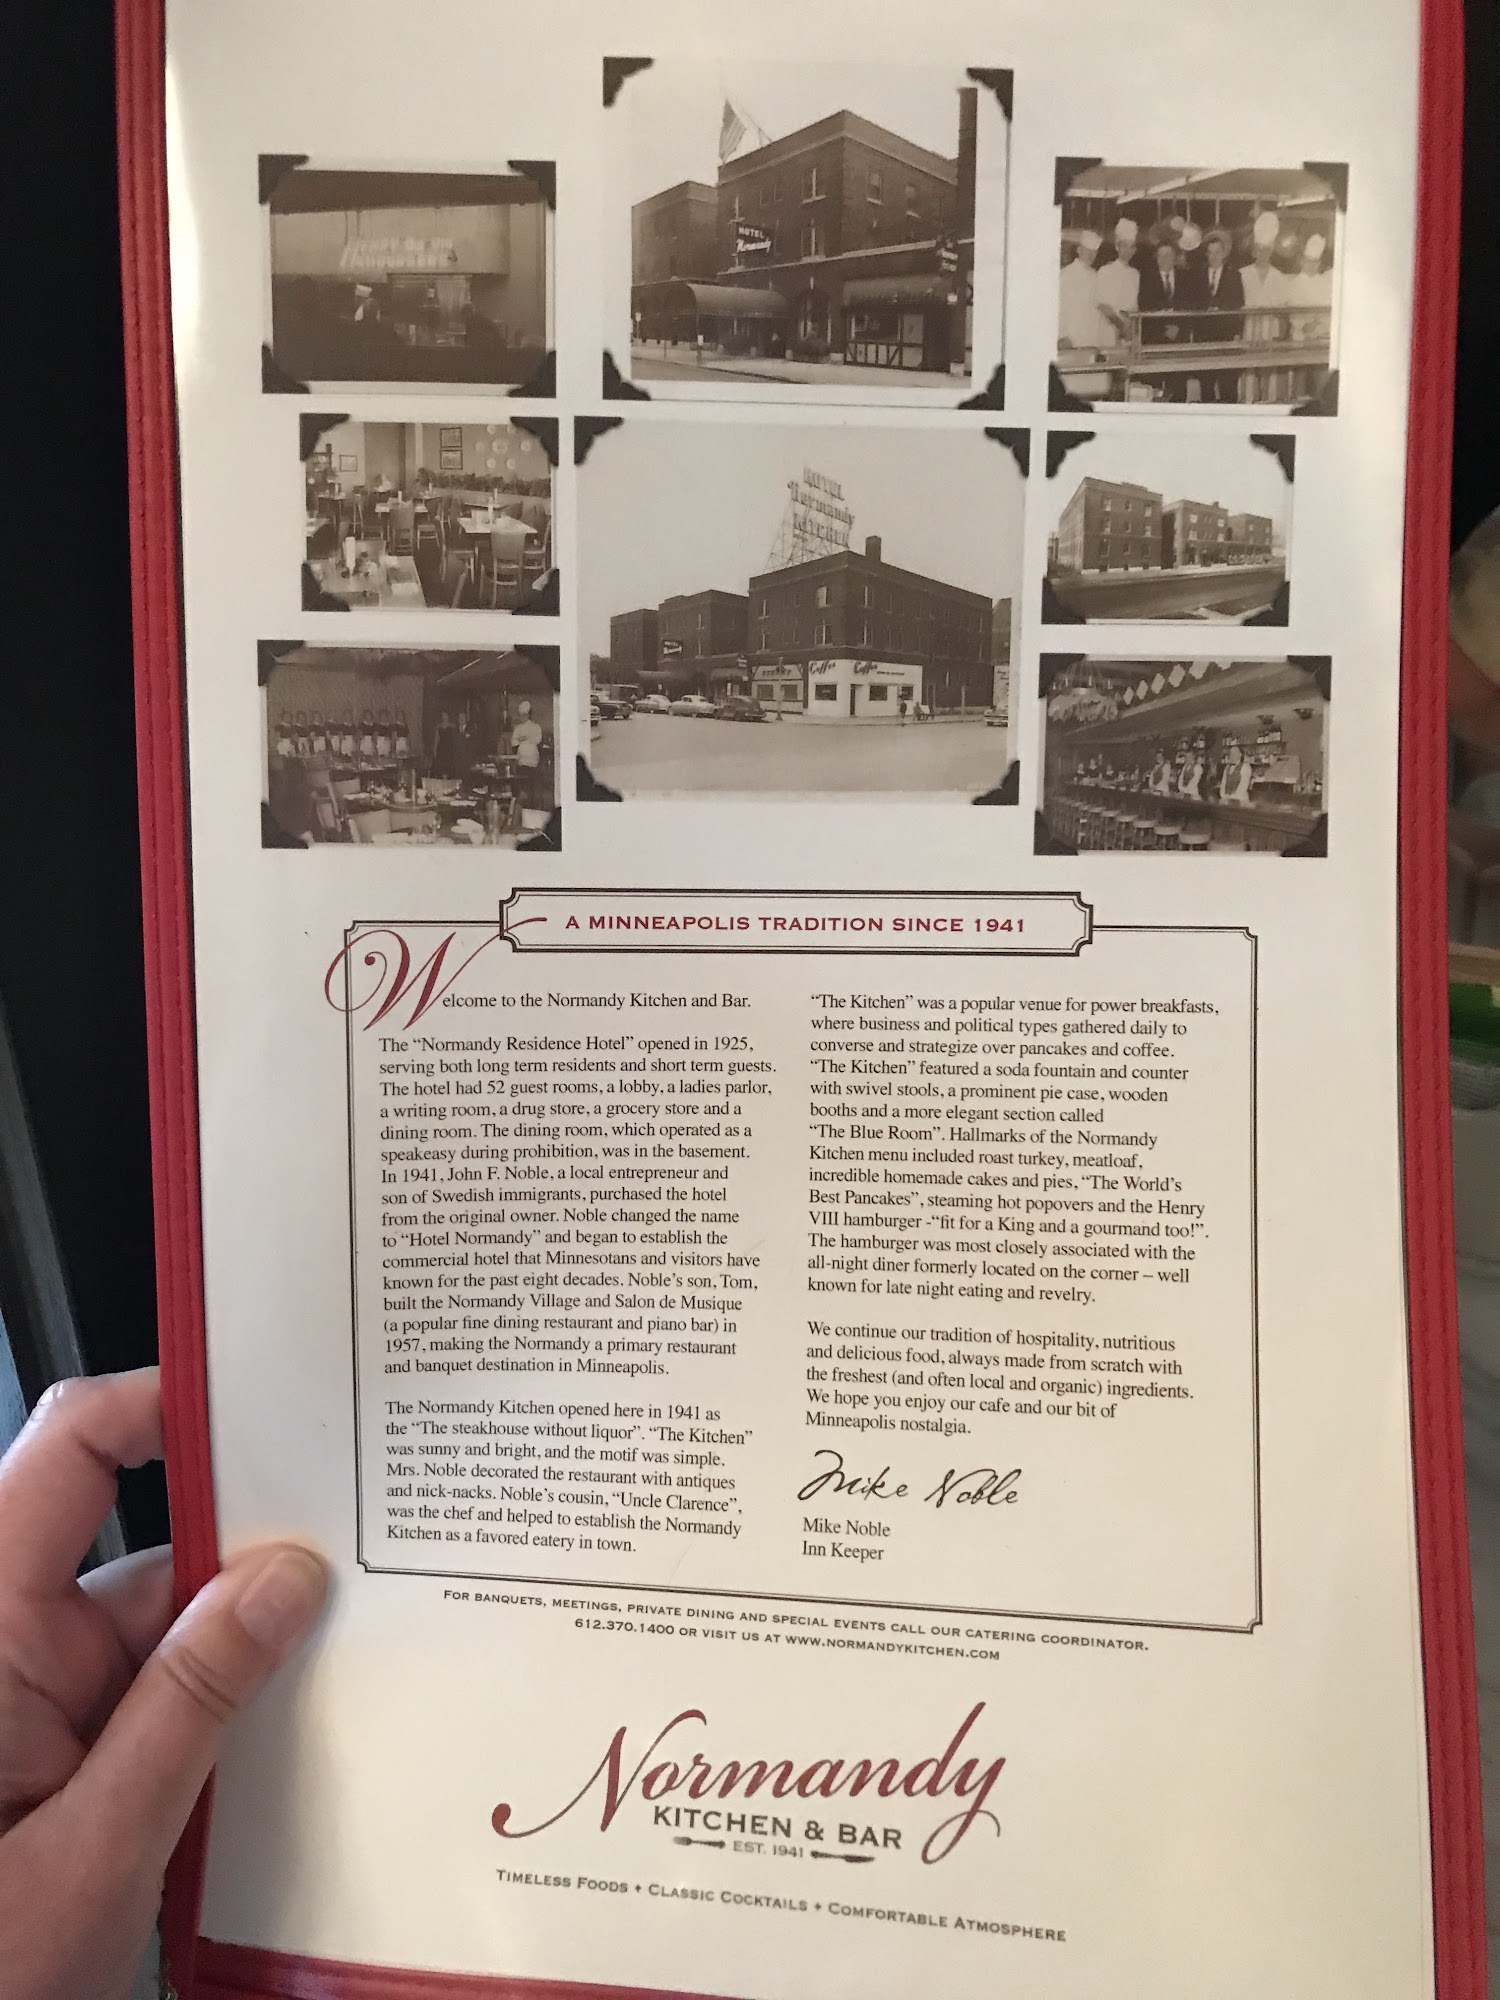 HENRY the VIII
HAMBURGERS
HOTEL
Normandy
HOTEL
Normandy
KITCHEN
HOTEL
Normandy
Coffee
Coffee
A MINNEAPOLIS TRADITION SINCE 1941
Welcome to the Normandy Kitchen and Bar.
The “Normandy Residence Hotel” opened in 1925,
serving both long term residents and short term guests.
The hotel had 52 guest rooms, a lobby, a ladies parlor,
a writing room, a drug store, a grocery store and a
dining room. The dining room, which operated as a
speakeasy during prohibition, was in the basement.
In 1941, John F. Noble, a local entrepreneur and
son of Swedish immigrants, purchased the hotel
from the original owner. Noble changed the name
to “Hotel Normandy” and began to establish the
commercial hotel that Minnesotans and visitors have
known for the past eight decades. Noble’s son, Tom,
built the Normandy Village and Salon de Musique
(a popular fine dining restaurant and piano bar) in
1957, making the Normandy a primary restaurant
and banquet destination in Minneapolis.
The Normandy Kitchen opened here in 1941 as
the “The steakhouse without liquor”. “The Kitchen”
was sunny and bright, and the motif was simple.
Mrs. Noble decorated the restaurant with antiques
and nick-nacks. Noble’s cousin, “Uncle Clarence”,
was the chef and helped to establish the Normandy
Kitchen as a favored eatery in town.
“The Kitchen” was a popular venue for power breakfasts,
where business and political types gathered daily to
converse and strategize over pancakes and coffee.
“The Kitchen” featured a soda fountain and counter
with swivel stools, a prominent pie case, wooden
booths and a more elegant section called
“The Blue Room”. Hallmarks of the Normandy
Kitchen menu included roast turkey, meatloaf,
incredible homemade cakes and pies, “The World’s
Best Pancakes”, steaming hot popovers and the Henry
VIII hamburger -“fit for a King and a gourmand too!”.
The hamburger was most closely associated with the
all-night diner formerly located on the corner – well
known for late night eating and revelry.
We continue our tradition of hospitality, nutritious
and delicious food, always made from scratch with
the freshest (and often local and organic) ingredients.
We hope you enjoy our cafe and our bit of
Minneapolis nostalgia.
Mike Noble
Mike Noble
Inn Keeper
FOR BANQUETS, MEETINGS, PRIVATE DINING AND SPECIAL EVENTS CALL OUR CATERING COORDINATOR.
612.370.1400 OR VISIT US AT WWW.NORMANDYKITCHEN.COM
Normandy
KITCHEN & BAR
EST. 1941
TIMELESS FOODS • CLASSIC COCKTAILS • COMFORTABLE ATMOSPHERE